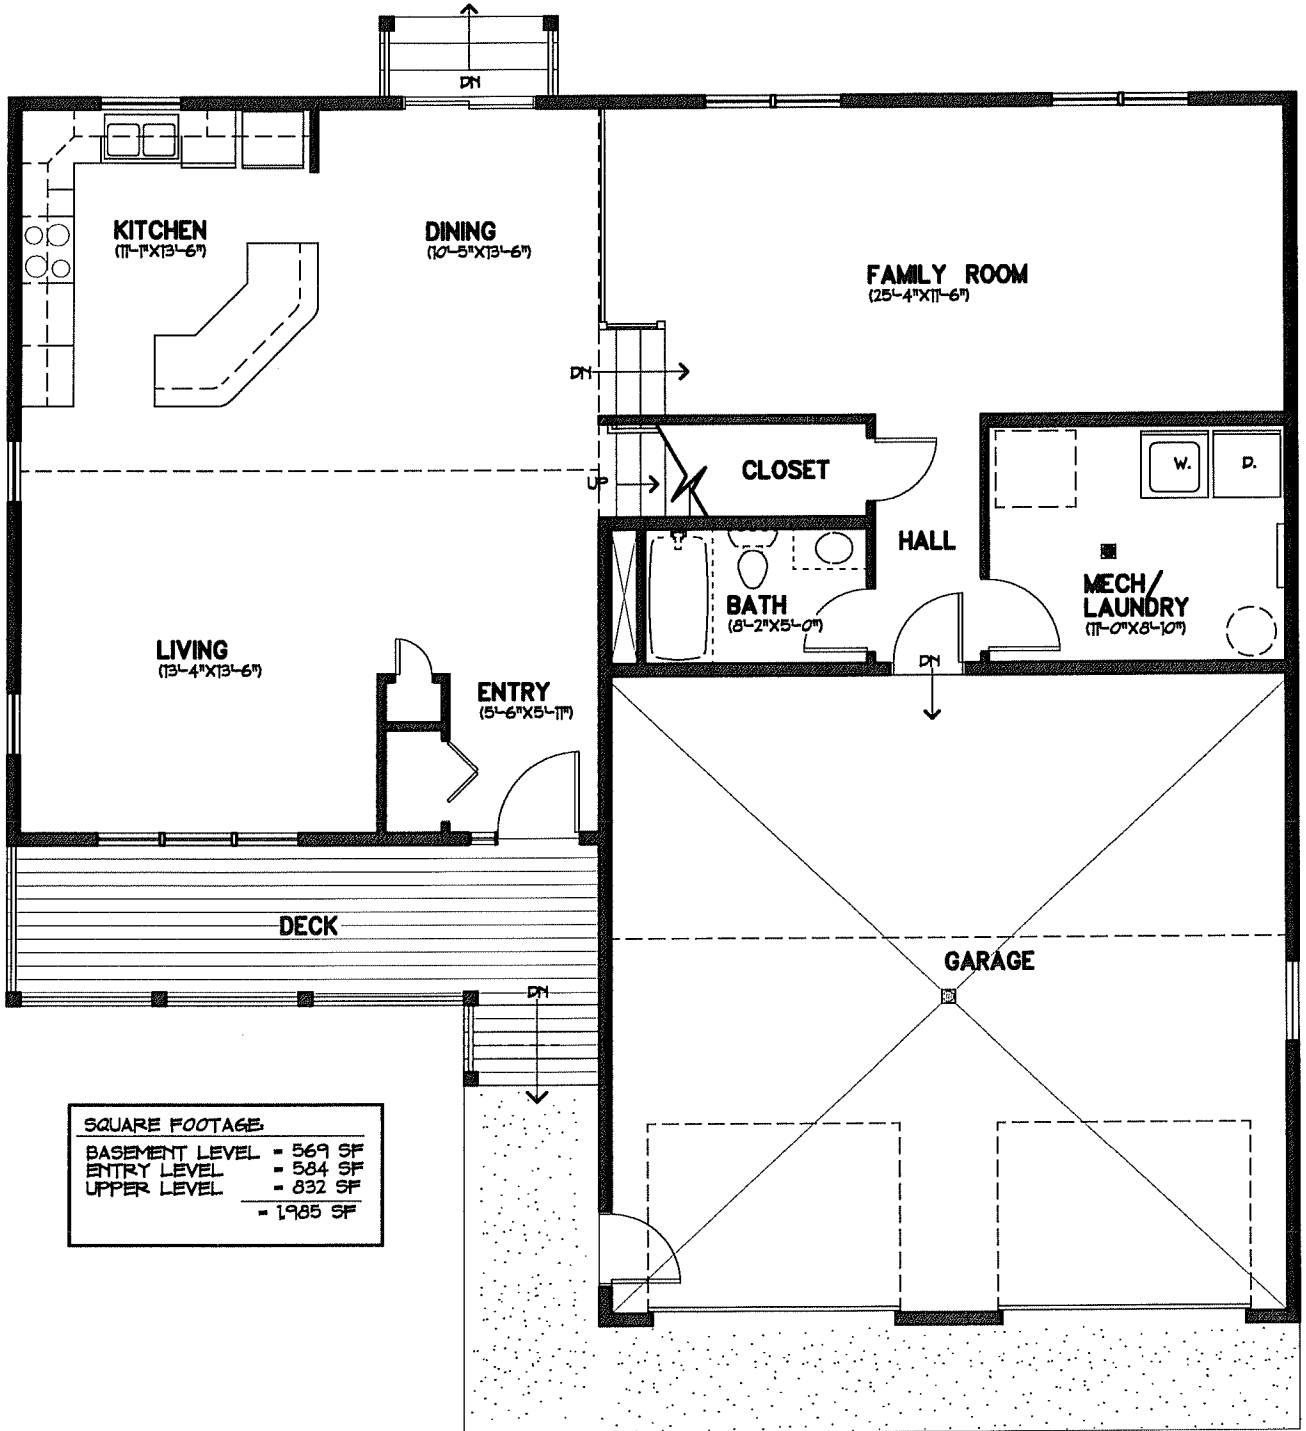 DN
KITCHEN
(11'-1"X13'-6")
DINING
(10'-5"X13'-6")
FAMILY ROOM
(25'-4"X11'-6")
DN
CLOSET
UP
W.
D.
HALL
MECH/
LAUNDRY
(11'-0"X8'-10")
BATH
(8'-2"X5'-0")
LIVING
(13'-4"X13'-6")
ENTRY
(5'-6"X5'-11")
DN
DECK
GARAGE
DN
SQUARE FOOTAGE:
BASEMENT LEVEL = 569 SF
ENTRY LEVEL = 584 SF
UPPER LEVEL = 832 SF
= 1,985 SF